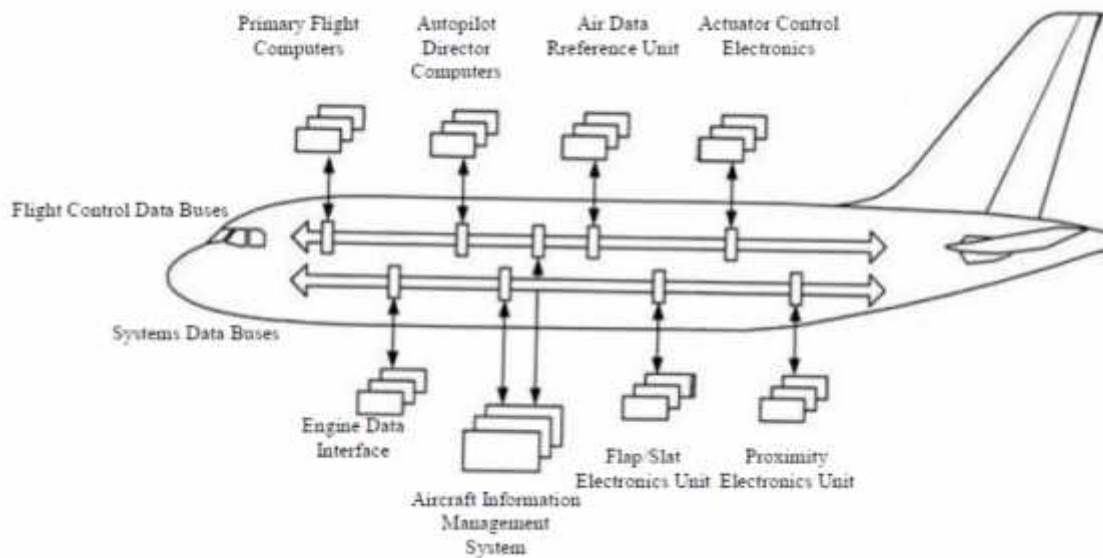 Primary Flight
Computers
Autopilot
Director
Computers
Air Data
Rreference Unit
Actuator Control
Electronics
Flight Control Data Buses
Systems Data Buses
Engine Data
Interface
Aircraft Information
Management
System
Flap/Slat
Electronics Unit
Proximity
Electronics Unit